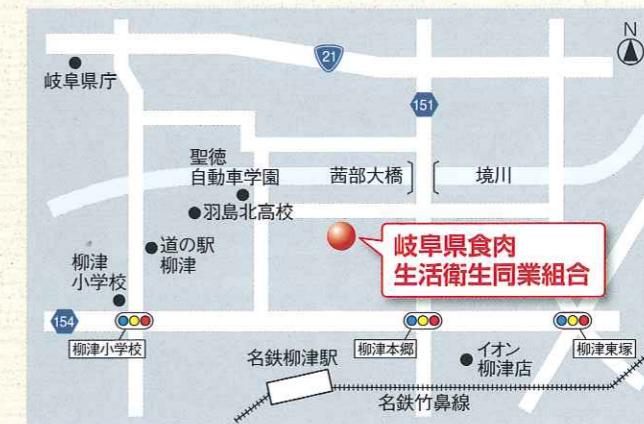 N
21
岐阜県庁
151
聖徳
自動車学園
茜部大橋
境川
羽島北高校
道の駅
柳津
岐阜県食肉
生活衛生同業組合
柳津
小学校
154
柳津小学校
柳津本郷
柳津東塚
名鉄柳津駅
イオン
柳津店
名鉄竹鼻線